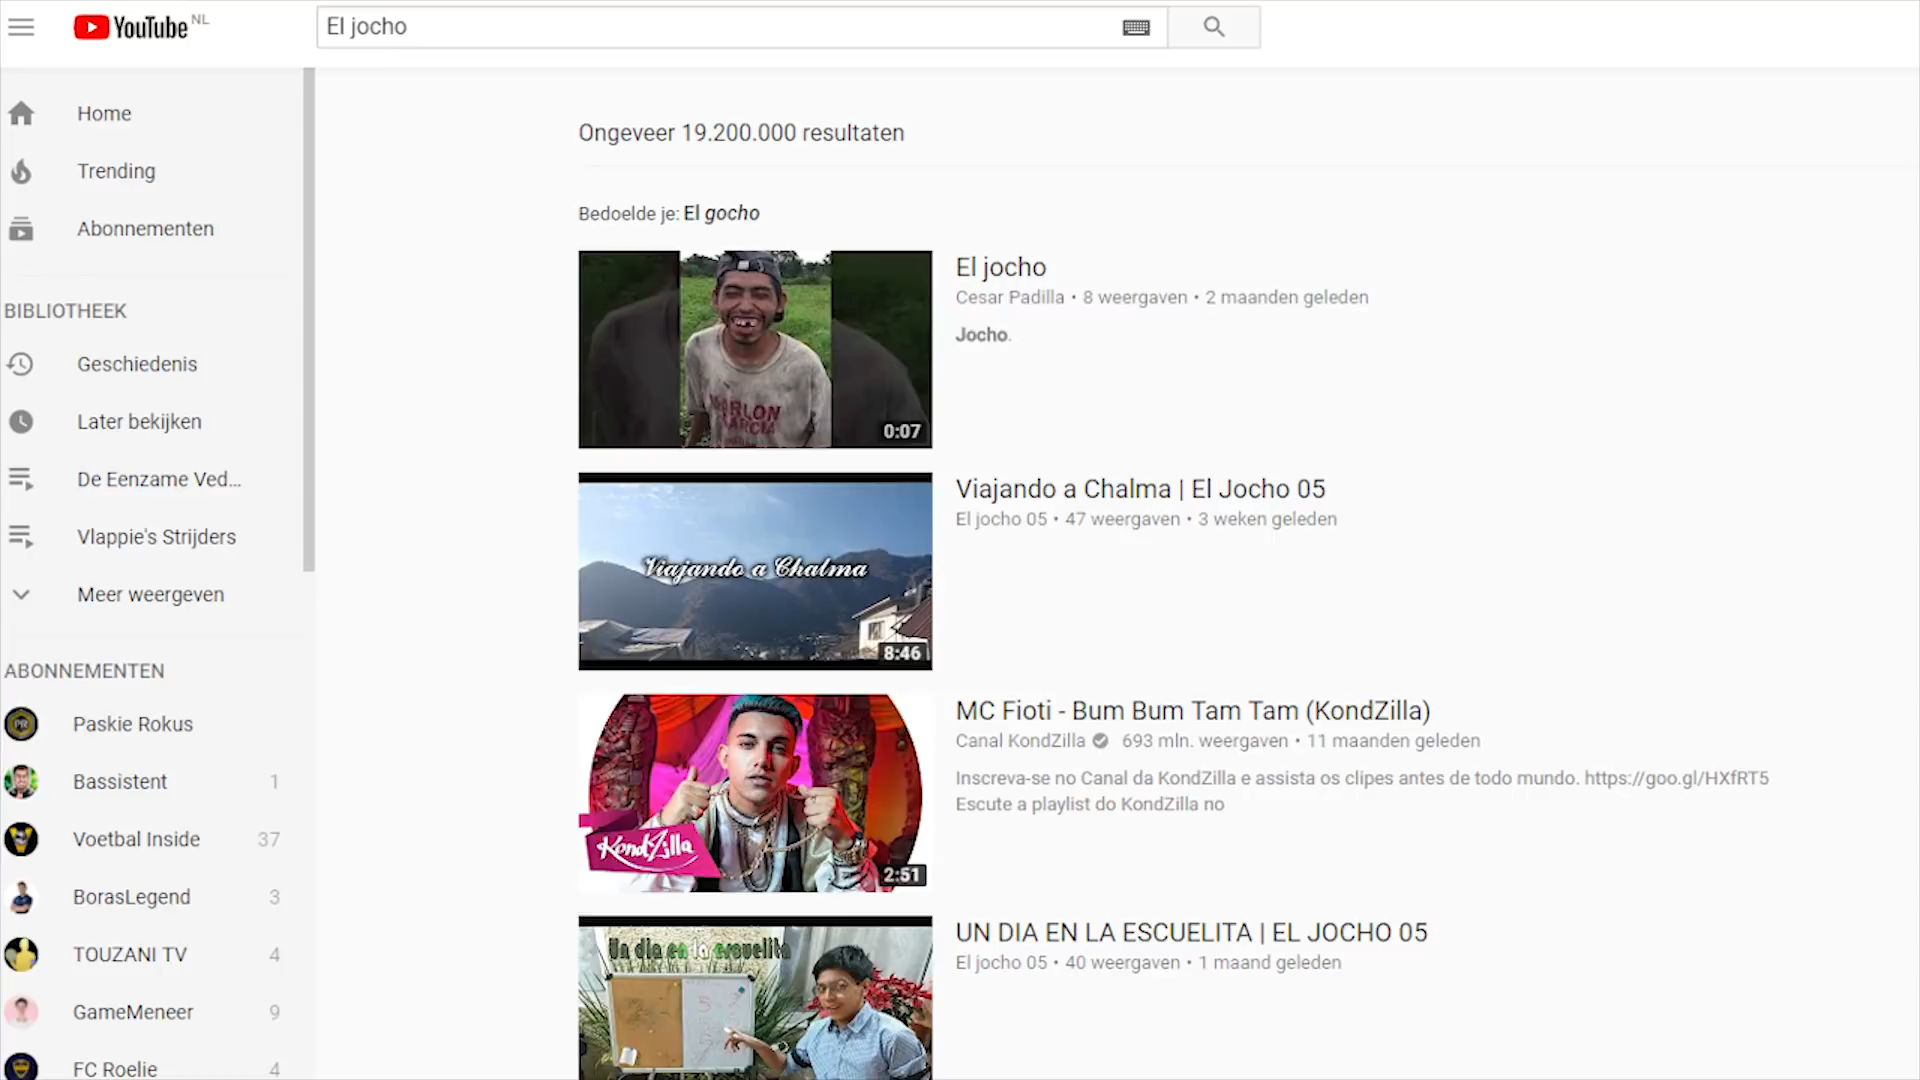 YouTube NL
El jocho
Home
Trending
Abonnementen
BIBLIOTHEEK
Geschiedenis
Later bekijken
De Eenzame Ved...
Vlappie's Strijders
Meer weergeven
ABONNEMENTEN
Paskie Rokus
Bassistent 1
Voetbal Inside 37
BorasLegend 3
TOUZANI TV 4
GameMeneer 9
FC Roelie 4
Ongeveer 19.200.000 resultaten
Bedoelde je: El gocho
0:07
El jocho
Cesar Padilla • 8 weergaven • 2 maanden geleden
Jocho.
Viajando a Chalma
8:46
Viajando a Chalma | El Jocho 05
El jocho 05 • 47 weergaven • 3 weken geleden
KondZilla
2:51
MC Fioti - Bum Bum Tam Tam (KondZilla)
Canal KondZilla 693 mln. weergaven • 11 maanden geleden
Inscreva-se no Canal da KondZilla e assista os clipes antes de todo mundo. https://goo.gl/HXfRT5
Escute a playlist do KondZilla no
Un dia en la escuelita
UN DIA EN LA ESCUELITA | EL JOCHO 05
El jocho 05 • 40 weergaven • 1 maand geleden